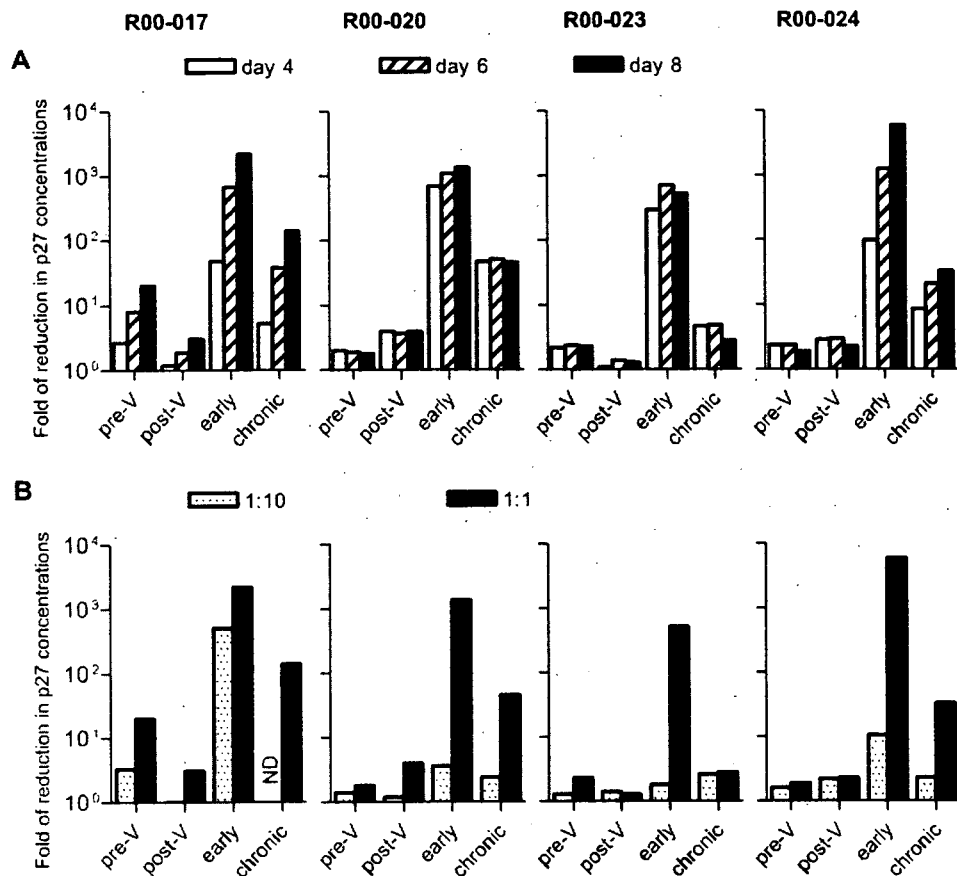 R00-017 R00-020 R00-023 R00-024
A
day 4 day 6 day 8
Fold of reduction in p27 concentrations
10⁴
10³
10²
10¹
10⁰
pre-V post-V early chronic pre-V post-V early chronic pre-V post-V early chronic pre-V post-V early chronic
B
1:10 1:1
Fold of reduction in p27 concentrations
10⁴
10³
10²
10¹
10⁰
ND
pre-V post-V early chronic pre-V post-V early chronic pre-V post-V early chronic pre-V post-V early chronic